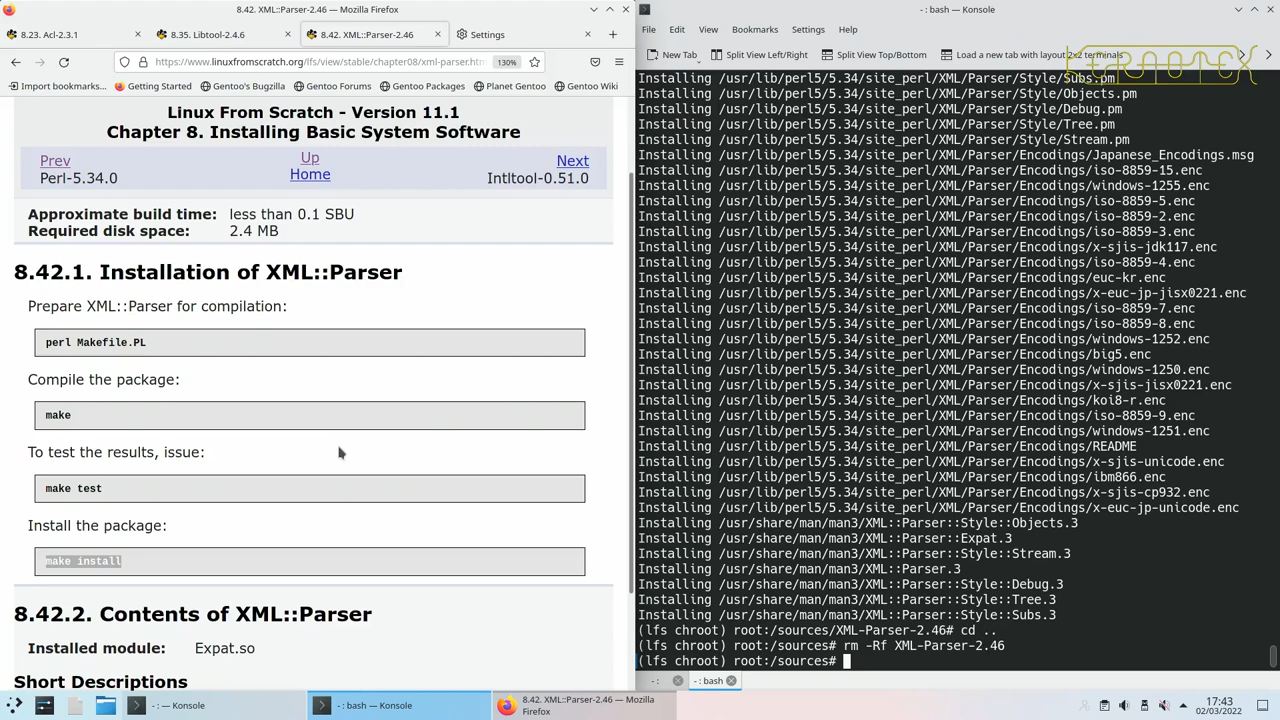 8.42. XML::Parser-2.46 — Mozilla Firefox
8.23. Acl-2.3.1
8.35. Libtool-2.4.6
8.42. XML::Parser-2.46
Settings
https://www.linuxfromscratch.org/lfs/view/stable/chapter08/xml-parser.htm
130%
Import bookmarks...
Getting Started
Gentoo's Bugzilla
Gentoo Forums
Gentoo Packages
Planet Gentoo
Gentoo Wiki
Linux From Scratch - Version 11.1
Chapter 8. Installing Basic System Software
Prev
Up
Next
Perl-5.34.0
Home
Intltool-0.51.0
Approximate build time: less than 0.1 SBU
Required disk space: 2.4 MB
8.42.1. Installation of XML::Parser
Prepare XML::Parser for compilation:
perl Makefile.PL
Compile the package:
make
To test the results, issue:
make test
Install the package:
make install
8.42.2. Contents of XML::Parser
Installed module: Expat.so
Short Descriptions
- : bash — Konsole
File Edit View Bookmarks Settings Help
New Tab
Split View Left/Right
Split View Top/Bottom
Load a new tab with layout 2x2 terminals
KERNOTEX
Installing /usr/lib/perl5/5.34/site_perl/XML/Parser/Style/Subs.pm
Installing /usr/lib/perl5/5.34/site_perl/XML/Parser/Style/Objects.pm
Installing /usr/lib/perl5/5.34/site_perl/XML/Parser/Style/Debug.pm
Installing /usr/lib/perl5/5.34/site_perl/XML/Parser/Style/Tree.pm
Installing /usr/lib/perl5/5.34/site_perl/XML/Parser/Style/Stream.pm
Installing /usr/lib/perl5/5.34/site_perl/XML/Parser/Encodings/Japanese_Encodings.msg
Installing /usr/lib/perl5/5.34/site_perl/XML/Parser/Encodings/iso-8859-15.enc
Installing /usr/lib/perl5/5.34/site_perl/XML/Parser/Encodings/windows-1255.enc
Installing /usr/lib/perl5/5.34/site_perl/XML/Parser/Encodings/iso-8859-5.enc
Installing /usr/lib/perl5/5.34/site_perl/XML/Parser/Encodings/iso-8859-2.enc
Installing /usr/lib/perl5/5.34/site_perl/XML/Parser/Encodings/iso-8859-3.enc
Installing /usr/lib/perl5/5.34/site_perl/XML/Parser/Encodings/x-sjis-jdk117.enc
Installing /usr/lib/perl5/5.34/site_perl/XML/Parser/Encodings/iso-8859-4.enc
Installing /usr/lib/perl5/5.34/site_perl/XML/Parser/Encodings/euc-kr.enc
Installing /usr/lib/perl5/5.34/site_perl/XML/Parser/Encodings/x-euc-jp-jisx0221.enc
Installing /usr/lib/perl5/5.34/site_perl/XML/Parser/Encodings/iso-8859-7.enc
Installing /usr/lib/perl5/5.34/site_perl/XML/Parser/Encodings/iso-8859-8.enc
Installing /usr/lib/perl5/5.34/site_perl/XML/Parser/Encodings/windows-1252.enc
Installing /usr/lib/perl5/5.34/site_perl/XML/Parser/Encodings/big5.enc
Installing /usr/lib/perl5/5.34/site_perl/XML/Parser/Encodings/windows-1250.enc
Installing /usr/lib/perl5/5.34/site_perl/XML/Parser/Encodings/x-sjis-jisx0221.enc
Installing /usr/lib/perl5/5.34/site_perl/XML/Parser/Encodings/koi8-r.enc
Installing /usr/lib/perl5/5.34/site_perl/XML/Parser/Encodings/iso-8859-9.enc
Installing /usr/lib/perl5/5.34/site_perl/XML/Parser/Encodings/windows-1251.enc
Installing /usr/lib/perl5/5.34/site_perl/XML/Parser/Encodings/README
Installing /usr/lib/perl5/5.34/site_perl/XML/Parser/Encodings/x-sjis-unicode.enc
Installing /usr/lib/perl5/5.34/site_perl/XML/Parser/Encodings/ibm866.enc
Installing /usr/lib/perl5/5.34/site_perl/XML/Parser/Encodings/x-sjis-cp932.enc
Installing /usr/lib/perl5/5.34/site_perl/XML/Parser/Encodings/x-euc-jp-unicode.enc
Installing /usr/share/man/man3/XML::Parser::Style::Objects.3
Installing /usr/share/man/man3/XML::Parser::Expat.3
Installing /usr/share/man/man3/XML::Parser::Style::Stream.3
Installing /usr/share/man/man3/XML::Parser.3
Installing /usr/share/man/man3/XML::Parser::Style::Debug.3
Installing /usr/share/man/man3/XML::Parser::Style::Tree.3
Installing /usr/share/man/man3/XML::Parser::Style::Subs.3
(lfs chroot) root:/sources/XML-Parser-2.46# cd ..
(lfs chroot) root:/sources# rm -Rf XML-Parser-2.46
(lfs chroot) root:/sources#
- :
- : bash
- : — Konsole
- : bash — Konsole
8.42. XML::Parser-2.46 — Mozilla Firefox
17:43
02/03/2022